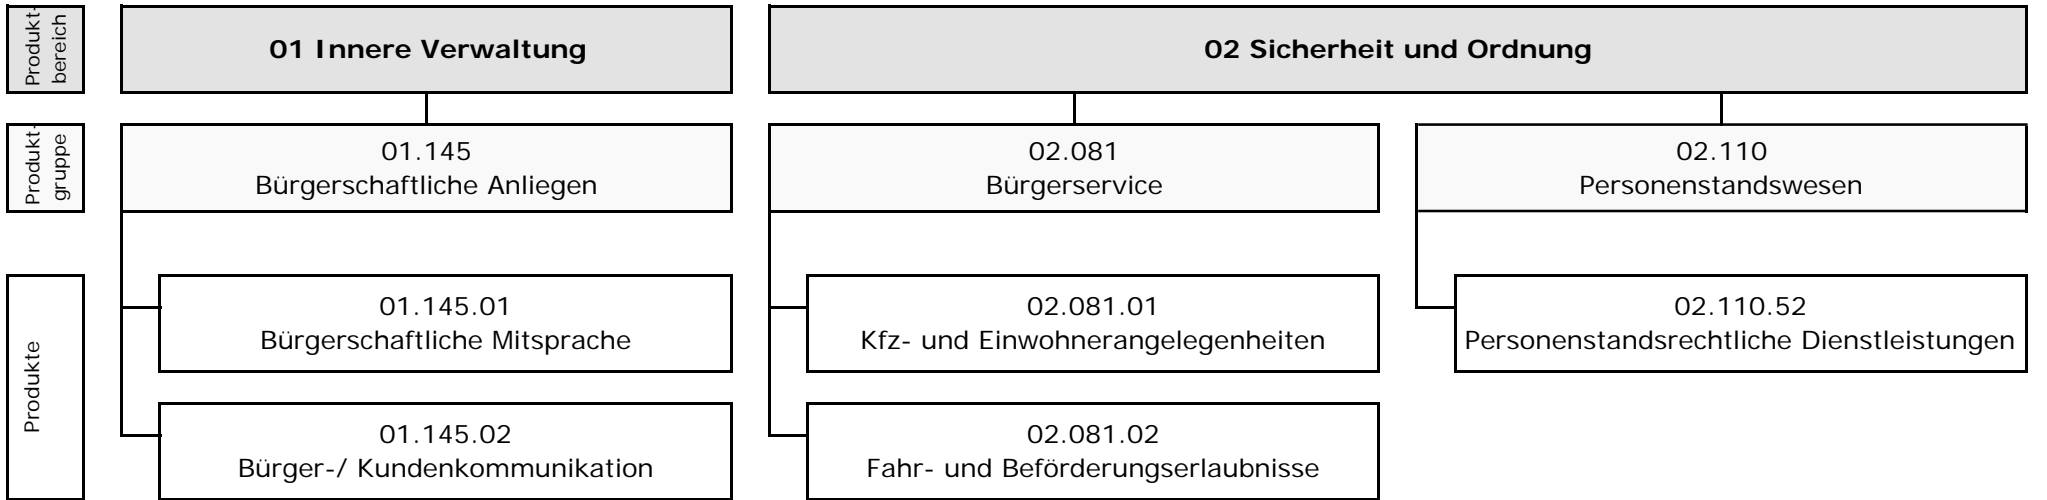 Produkt-
bereich
01 Innere Verwaltung
02 Sicherheit und Ordnung
Produkt-
gruppe
01.145
Bürgerschaftliche Anliegen
02.081
Bürgerservice
02.110
Personenstandswesen
Produkte
01.145.01
Bürgerschaftliche Mitsprache
02.081.01
Kfz- und Einwohnerangelegenheiten
02.110.52
Personenstandsrechtliche Dienstleistungen
01.145.02
Bürger-/ Kundenkommunikation
02.081.02
Fahr- und Beförderungserlaubnisse